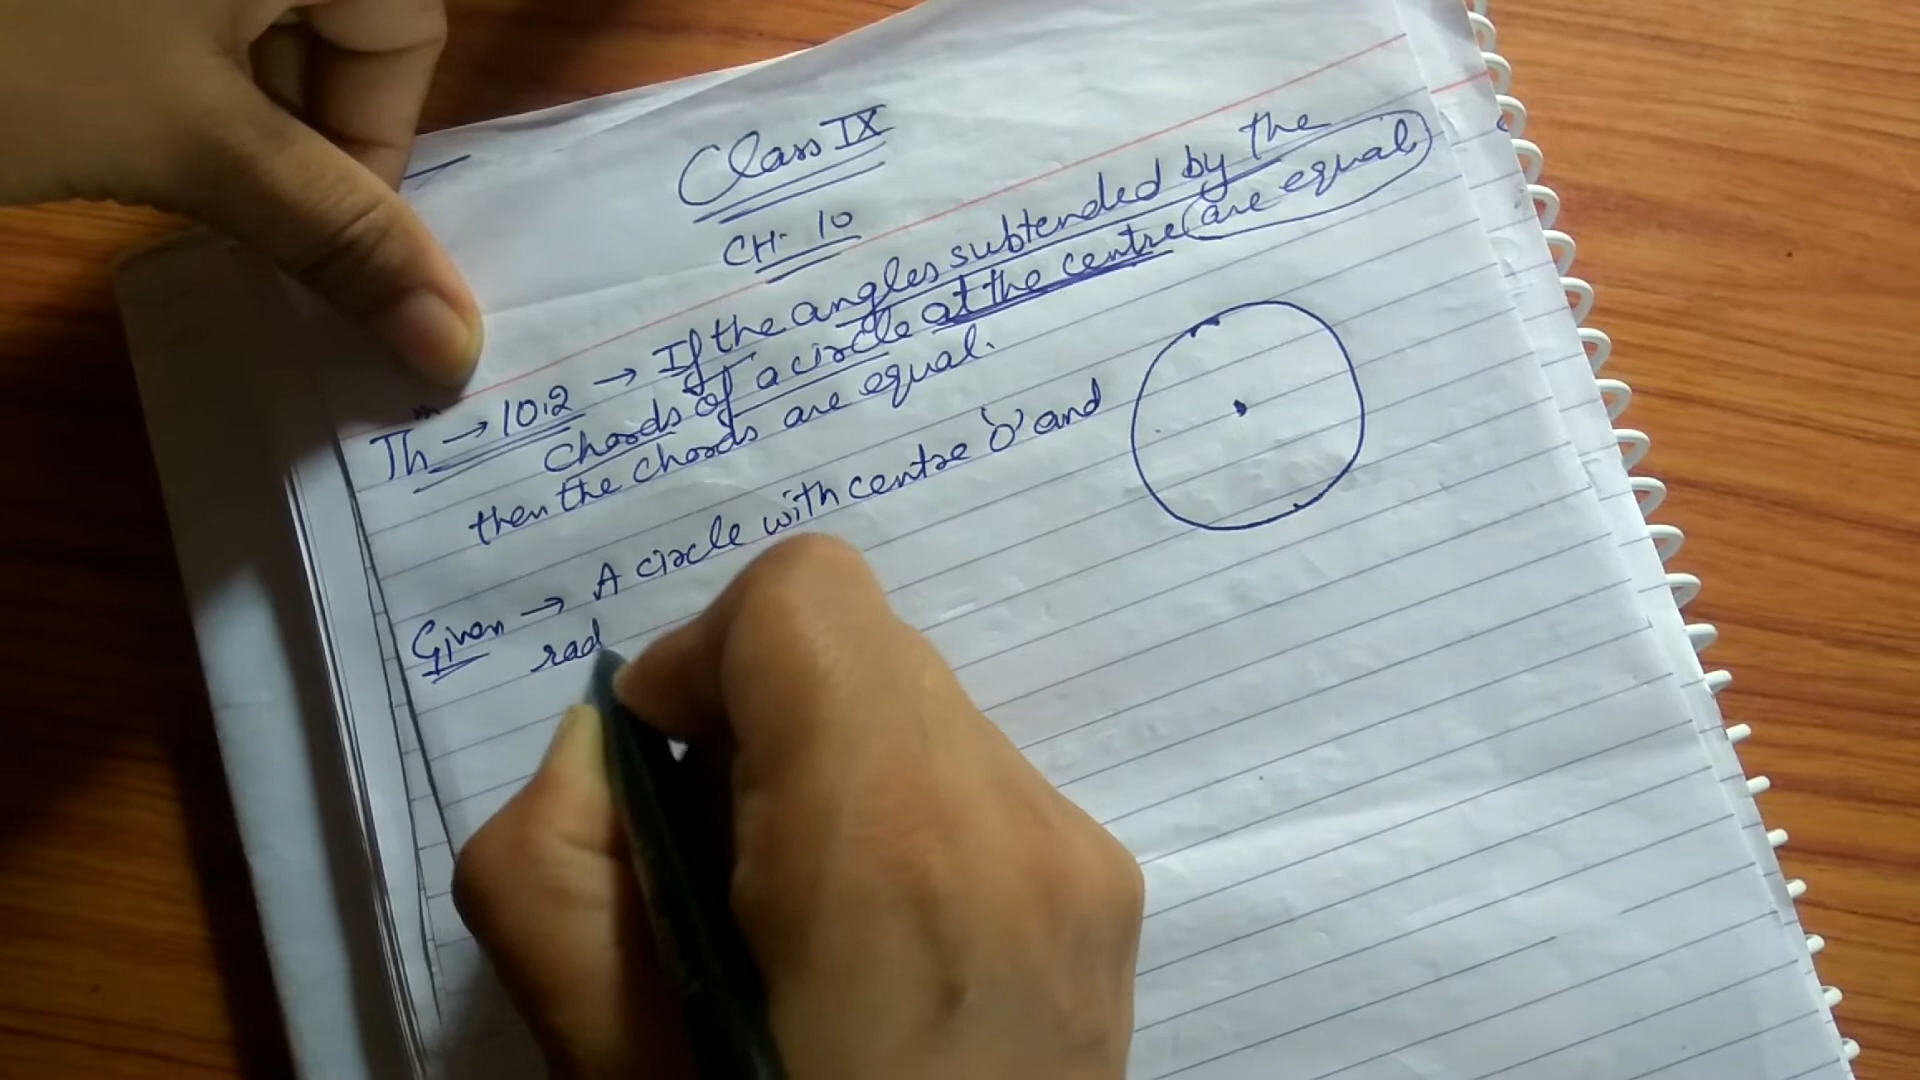 Class IX
CH- 10
Thm → 10.2 → If the angles subtended by the
chords of a circle at the centre are equal
then the chords are equal.
Given → A circle with centre 'O' and
rad